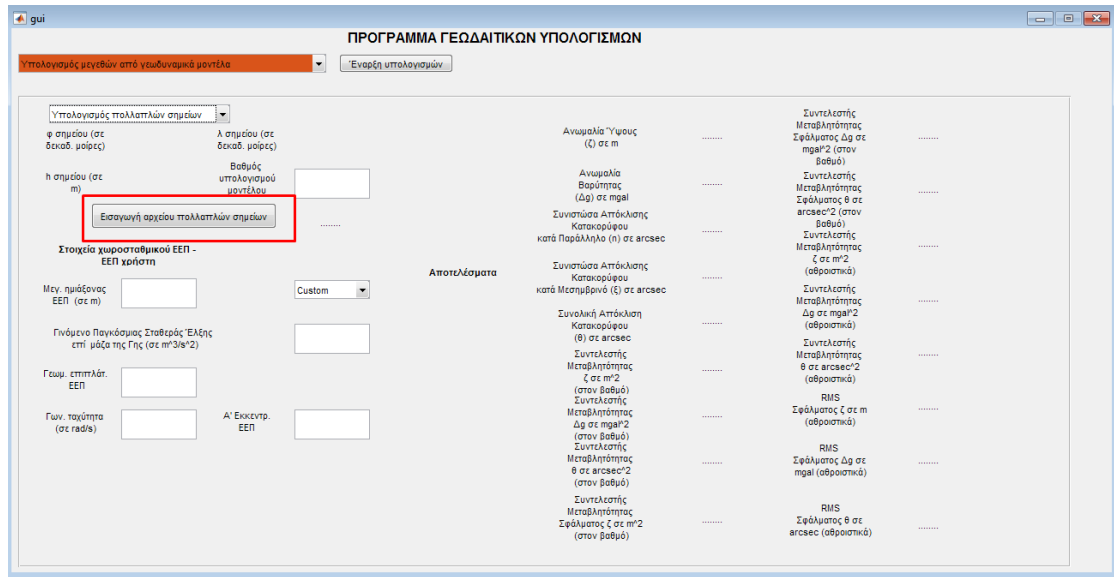 gui
ΠΡΟΓΡΑΜΜΑ ΓΕΩΔΑΙΤΙΚΩΝ ΥΠΟΛΟΓΙΣΜΩΝ
Υπολογισμός μεγεθών από γεωδυναμικά μοντέλα
Έναρξη υπολογισμών
Υπολογισμός πολλαπλών σημείων
φ σημείου (σε
δεκαδ. μοίρες)
λ σημείου (σε
δεκαδ. μοίρες)
h σημείου (σε
m)
Βαθμός
υπολογισμού
μοντέλου
Εισαγωγή αρχείου πολλαπλών σημείων
........
Στοιχεία χωροσταθμικού ΕΕΠ -
ΕΕΠ χρήστη
Μεγ. ημιάξονας
ΕΕΠ (σε m)
Custom
Γινόμενο Παγκόσμιας Σταθεράς Έλξης
επί μάζα της Γης (σε m^3/s^2)
Γεωμ. επιπλάτ.
ΕΕΠ
Γων. ταχύτητα
(σε rad/s)
Α' Εκκεντρ.
ΕΕΠ
Αποτελέσματα
Ανωμαλία Ύψους
(ζ) σε m
........
Ανωμαλία
Βαρύτητας
(Δg) σε mgal
........
Συνιστώσα Απόκλισης
Κατακορύφου
κατά Παράλληλο (n) σε arcsec
........
Συνιστώσα Απόκλισης
Κατακορύφου
κατά Μεσημβρινό (ξ) σε arcsec
........
Συνολική Απόκλιση
Κατακορύφου
(θ) σε arcsec
........
Συντελεστής
Μεταβλητότητας
ζ σε m^2
(στον βαθμό)
........
Συντελεστής
Μεταβλητότητας
Δg σε mgal^2
(στον βαθμό)
........
Συντελεστής
Μεταβλητότητας
θ σε arcsec^2
(στον βαθμό)
........
Συντελεστής
Μεταβλητότητας
Σφάλματος ζ σε m^2
(στον βαθμό)
........
Συντελεστής
Μεταβλητότητας
Σφάλματος Δg σε
mgal^2 (στον
βαθμό)
........
Συντελεστής
Μεταβλητότητας
Σφάλματος θ σε
arcsec^2 (στον
βαθμό)
........
Συντελεστής
Μεταβλητότητας
ζ σε m^2
(αθροιστικά)
........
Συντελεστής
Μεταβλητότητας
Δg σε mgal^2
(αθροιστικά)
........
Συντελεστής
Μεταβλητότητας
θ σε arcsec^2
(αθροιστικά)
........
RMS
Σφάλματος ζ σε m
(αθροιστικά)
........
RMS
Σφάλματος Δg σε
mgal (αθροιστικά)
........
RMS
Σφάλματος θ σε
arcsec (αθροιστικά)
........